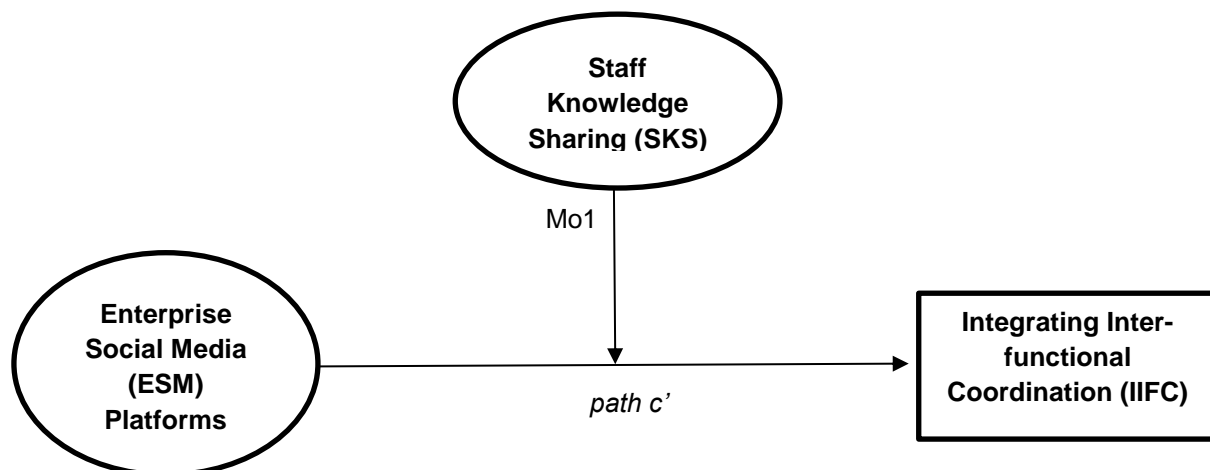 Staff
Knowledge
Sharing (SKS)
Mo1
Enterprise
Social Media
(ESM)
Platforms
path c’
Integrating Inter-
functional
Coordination (IIFC)